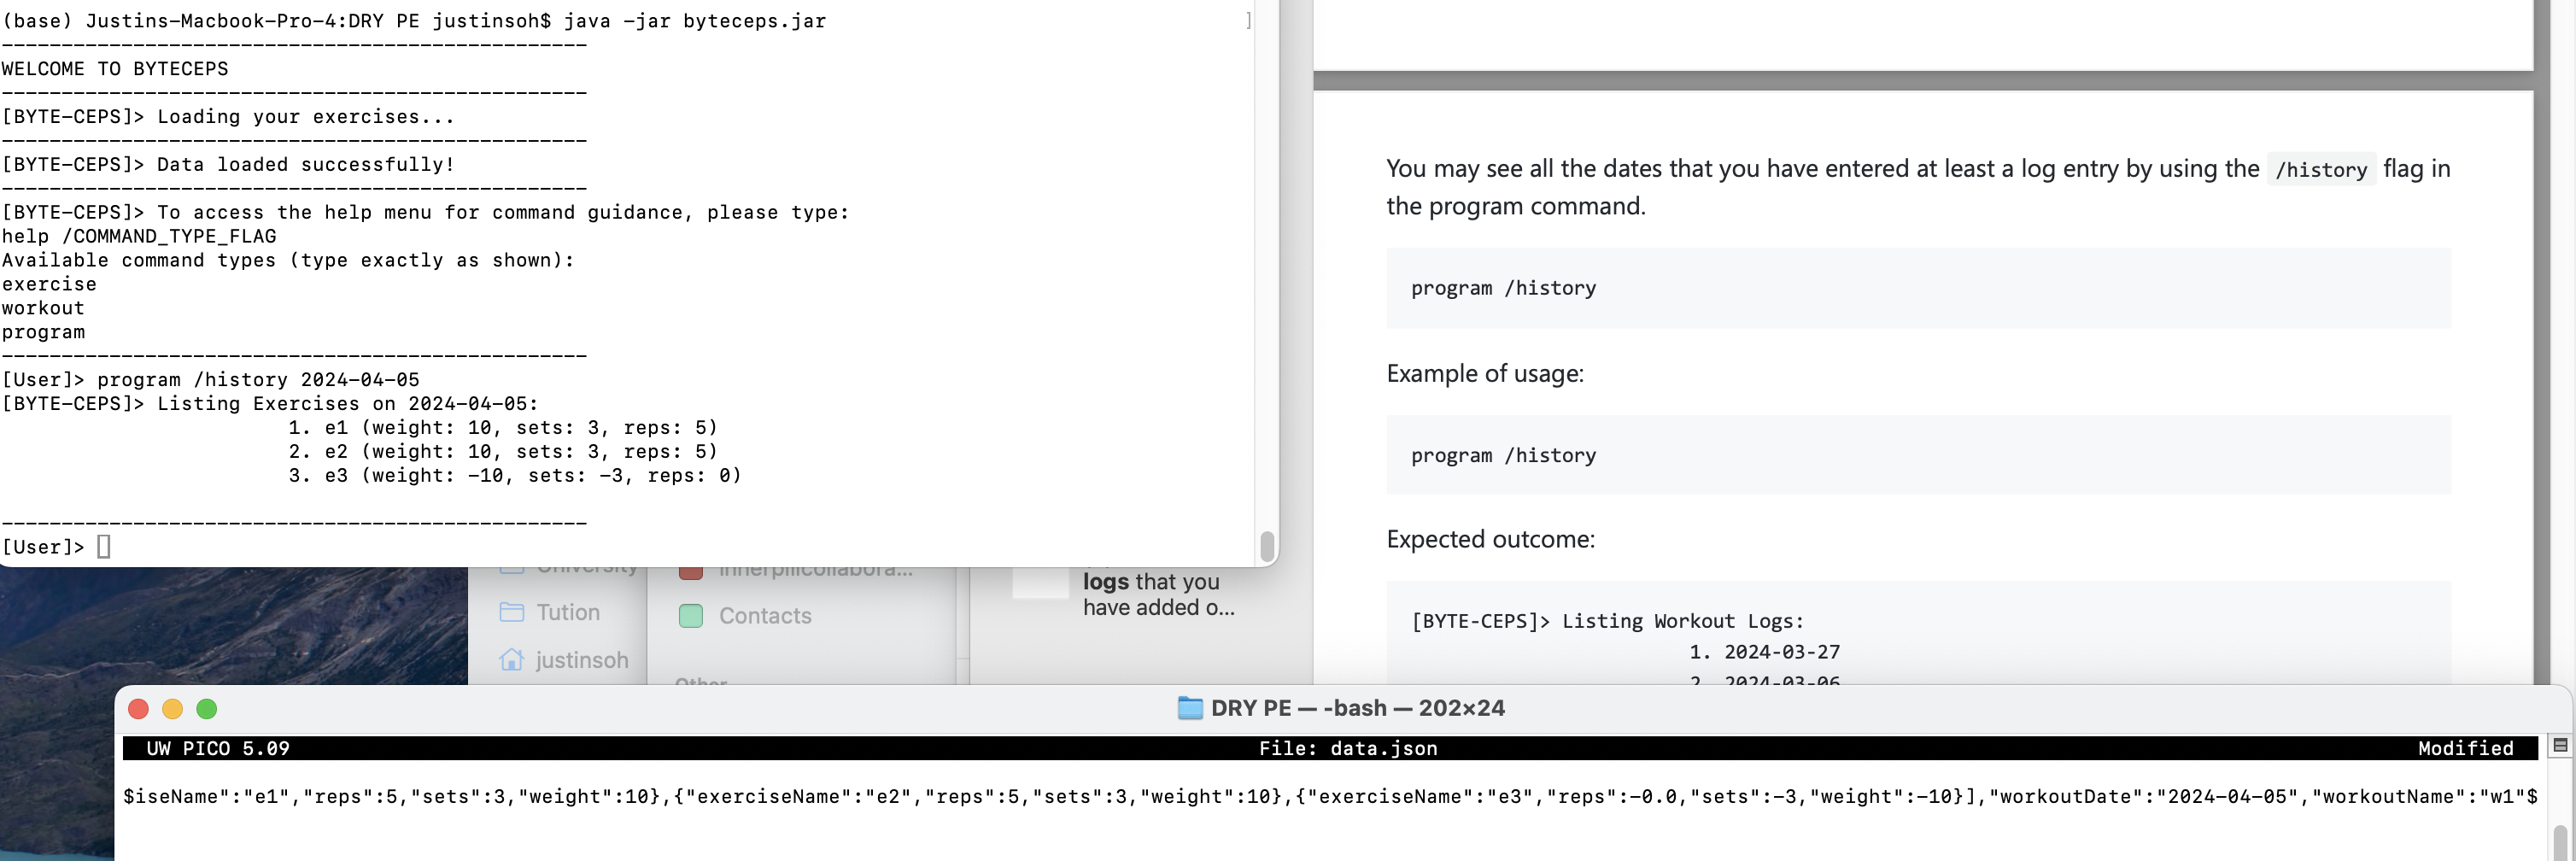 (base) Justins-Macbook-Pro-4:DRY PE justinsoh$ java -jar byteceps.jar ]
-------------------------------------------------
WELCOME TO BYTECEPS
-------------------------------------------------
[BYTE-CEPS]> Loading your exercises...
-------------------------------------------------
[BYTE-CEPS]> Data loaded successfully!
-------------------------------------------------
[BYTE-CEPS]> To access the help menu for command guidance, please type:
help /COMMAND_TYPE_FLAG
Available command types (type exactly as shown):
exercise
workout
program
-------------------------------------------------
[User]> program /history 2024-04-05
[BYTE-CEPS]> Listing Exercises on 2024-04-05:
1. e1 (weight: 10, sets: 3, reps: 5)
2. e2 (weight: 10, sets: 3, reps: 5)
3. e3 (weight: -10, sets: -3, reps: 0)
-------------------------------------------------
[User]>
University
Tution
justinsoh
innerpillcollabora...
Contacts
Other
logs that you
have added o...
You may see all the dates that you have entered at least a log entry by using the /history flag in
the program command.
program /history
Example of usage:
program /history
Expected outcome:
[BYTE-CEPS]> Listing Workout Logs:
1. 2024-03-27
2. 2024-03-06
DRY PE — -bash — 202×24
UW PICO 5.09 File: data.json Modified
$iseName":"e1","reps":5,"sets":3,"weight":10},{"exerciseName":"e2","reps":5,"sets":3,"weight":10},{"exerciseName":"e3","reps":-0.0,"sets":-3,"weight":-10}],"workoutDate":"2024-04-05","workoutName":"w1"$